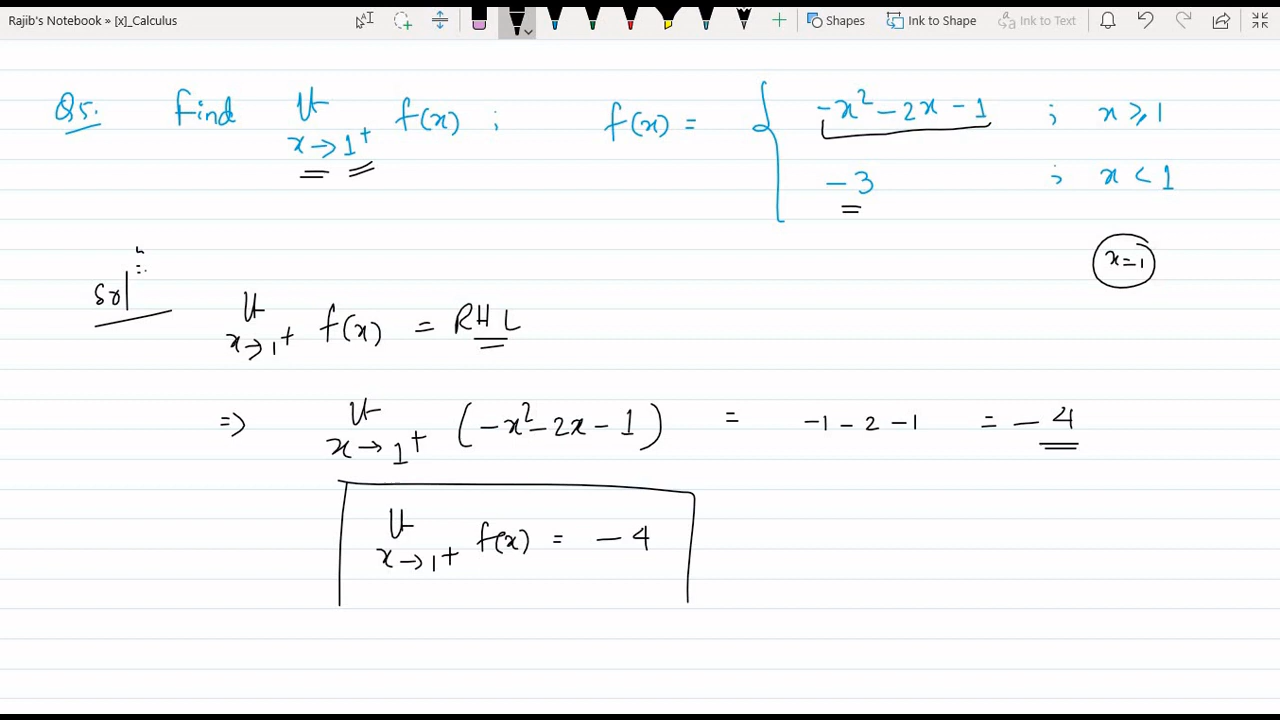 Rajib's Notebook » [x]_Calculus
Shapes Ink to Shape Ink to Text
Q5. Find lt x→1⁺ f(x) ; f(x) = { -x² - 2x - 1 ; x ⩾ 1
-3 ; x < 1
x=1
Solⁿ:
lt x→1⁺ f(x) = RHL
=> lt x→1⁺ (-x² - 2x - 1) = -1 - 2 - 1 = -4
lt x→1⁺ f(x) = -4